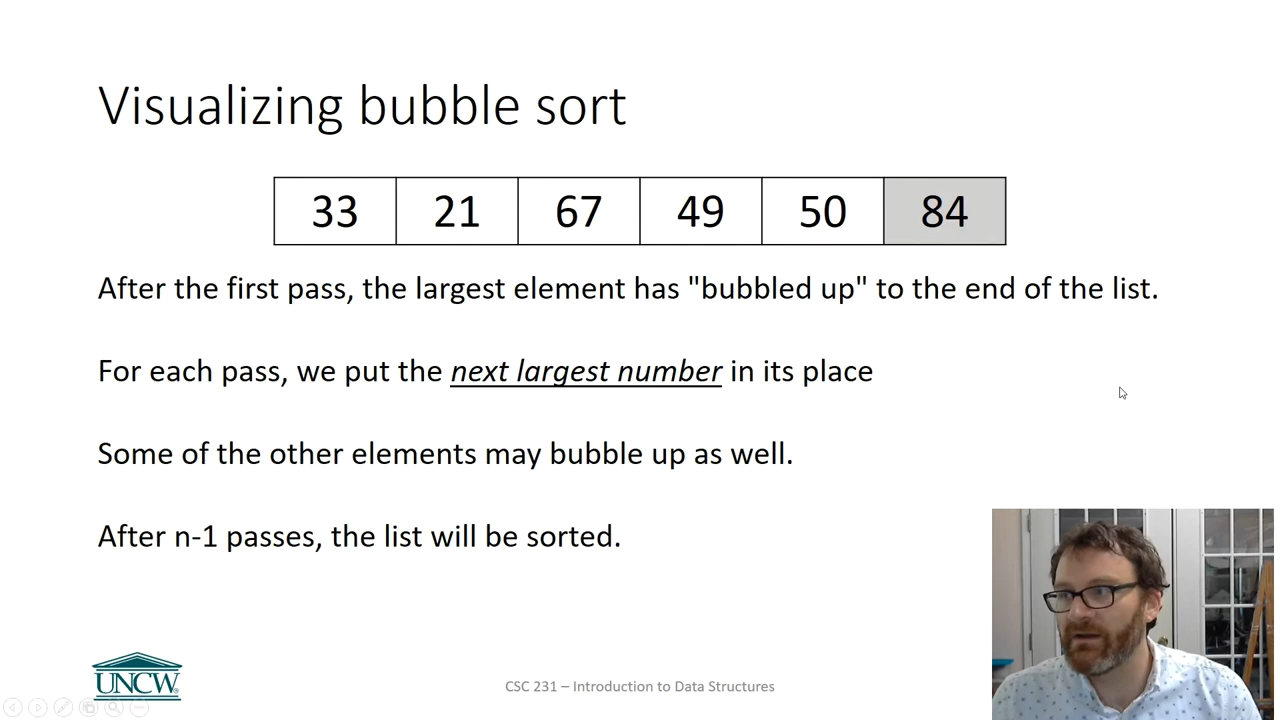 Visualizing bubble sort
33 21 67 49 50 84
After the first pass, the largest element has "bubbled up" to the end of the list.
For each pass, we put the next largest number in its place
Some of the other elements may bubble up as well.
After n-1 passes, the list will be sorted.
UNCW
CSC 231 – Introduction to Data Structures